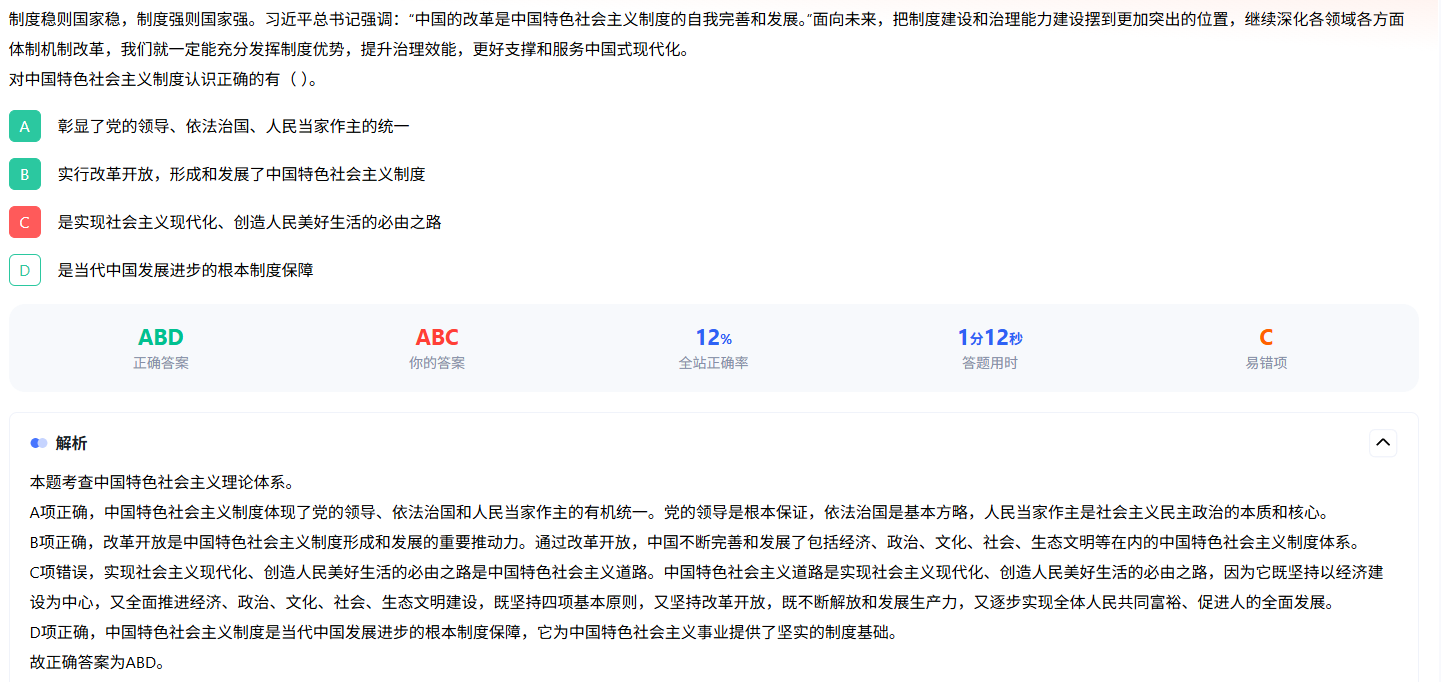 制度稳则国家稳，制度强则国家强。习近平总书记强调：“中国的改革是中国特色社会主义制度的自我完善和发展。”面向未来，把制度建设和治理能力建设摆到更加突出的位置，继续深化各领域各方面
体制机制改革，我们就一定能充分发挥制度优势，提升治理效能，更好支撑和服务中国式现代化。
对中国特色社会主义制度认识正确的有（ ）。
A 彰显了党的领导、依法治国、人民当家作主的统一
B 实行改革开放，形成和发展了中国特色社会主义制度
C 是实现社会主义现代化、创造人民美好生活的必由之路
D 是当代中国发展进步的根本制度保障
ABD ABC 12% 1分12秒 C
正确答案 你的答案 全站正确率 答题用时 易错项
解析
本题考查中国特色社会主义理论体系。
A项正确，中国特色社会主义制度体现了党的领导、依法治国和人民当家作主的有机统一。党的领导是根本保证，依法治国是基本方略，人民当家作主是社会主义民主政治的本质和核心。
B项正确，改革开放是中国特色社会主义制度形成和发展的重要推动力。通过改革开放，中国不断完善和发展了包括经济、政治、文化、社会、生态文明等在内的中国特色社会主义制度体系。
C项错误，实现社会主义现代化、创造人民美好生活的必由之路是中国特色社会主义道路。中国特色社会主义道路是实现社会主义现代化、创造人民美好生活的必由之路，因为它既坚持以经济建
设为中心，又全面推进经济、政治、文化、社会、生态文明建设，既坚持四项基本原则，又坚持改革开放，既不断解放和发展生产力，又逐步实现全体人民共同富裕、促进人的全面发展。
D项正确，中国特色社会主义制度是当代中国发展进步的根本制度保障，它为中国特色社会主义事业提供了坚实的制度基础。
故正确答案为ABD。